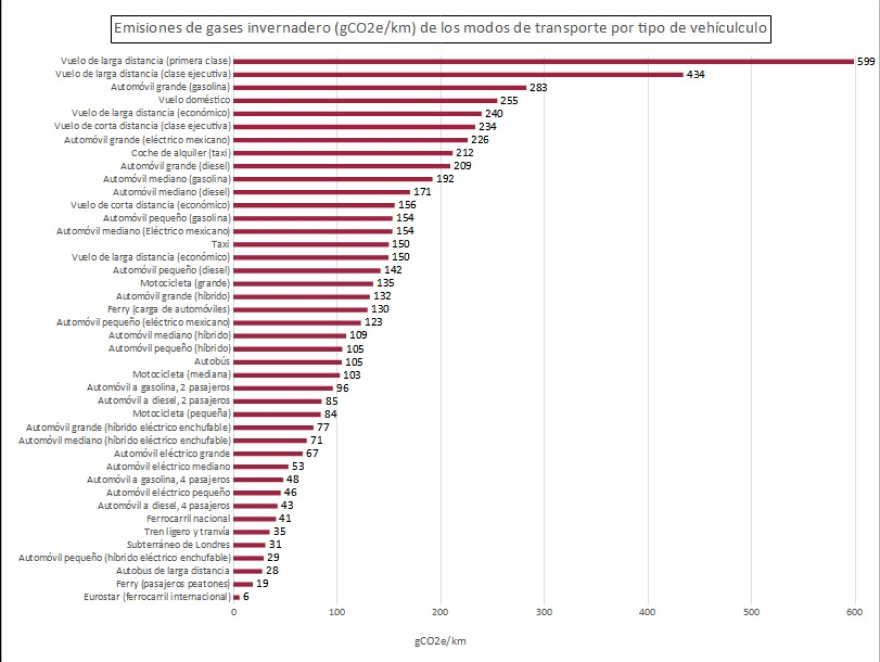 Emisiones de gases invernadero (gCO2e/km) de los modos de transporte por tipo de vehículculo
Vuelo de larga distancia (primera clase) 599
Vuelo de larga distancia (clase ejecutiva) 434
Automóvil grande (gasolina) 283
Vuelo doméstico 255
Vuelo de larga distancia (económico) 240
Vuelo de corta distancia (clase ejecutiva) 234
Automóvil grande (eléctrico mexicano) 226
Coche de alquiler (taxi) 212
Automóvil grande (diesel) 209
Automóvil mediano (gasolina) 192
Automóvil mediano (diesel) 171
Vuelo de corta distancia (económico) 156
Automóvil pequeño (gasolina) 154
Automóvil mediano (Eléctrico mexicano) 154
Taxi 150
Vuelo de larga distancia (económico) 150
Automóvil pequeño (diesel) 142
Motocicleta (grande) 135
Automóvil grande (híbrido) 132
Ferry (carga de automóviles) 130
Automóvil pequeño (eléctrico mexicano) 123
Automóvil mediano (híbrido) 109
Automóvil pequeño (híbrido) 105
Autobús 105
Motocicleta (mediana) 103
Automóvil a gasolina, 2 pasajeros 96
Automóvil a diesel, 2 pasajeros 85
Motocicleta (pequeña) 84
Automóvil grande (híbrido eléctrico enchufable) 77
Automóvil mediano (híbrido eléctrico enchufable) 71
Automóvil eléctrico grande 67
Automóvil eléctrico mediano 53
Automóvil a gasolina, 4 pasajeros 48
Automóvil eléctrico pequeño 46
Automóvil a diesel, 4 pasajeros 43
Ferrocarril nacional 41
Tren ligero y tranvía 35
Subterráneo de Londres 31
Automóvil pequeño (híbrido eléctrico enchufable) 29
Autobus de larga distancia 28
Ferry (pasajeros peatones) 19
Eurostar (ferrocarril internacional) 6
0 100 200 300 400 500 600
gCO2e/km